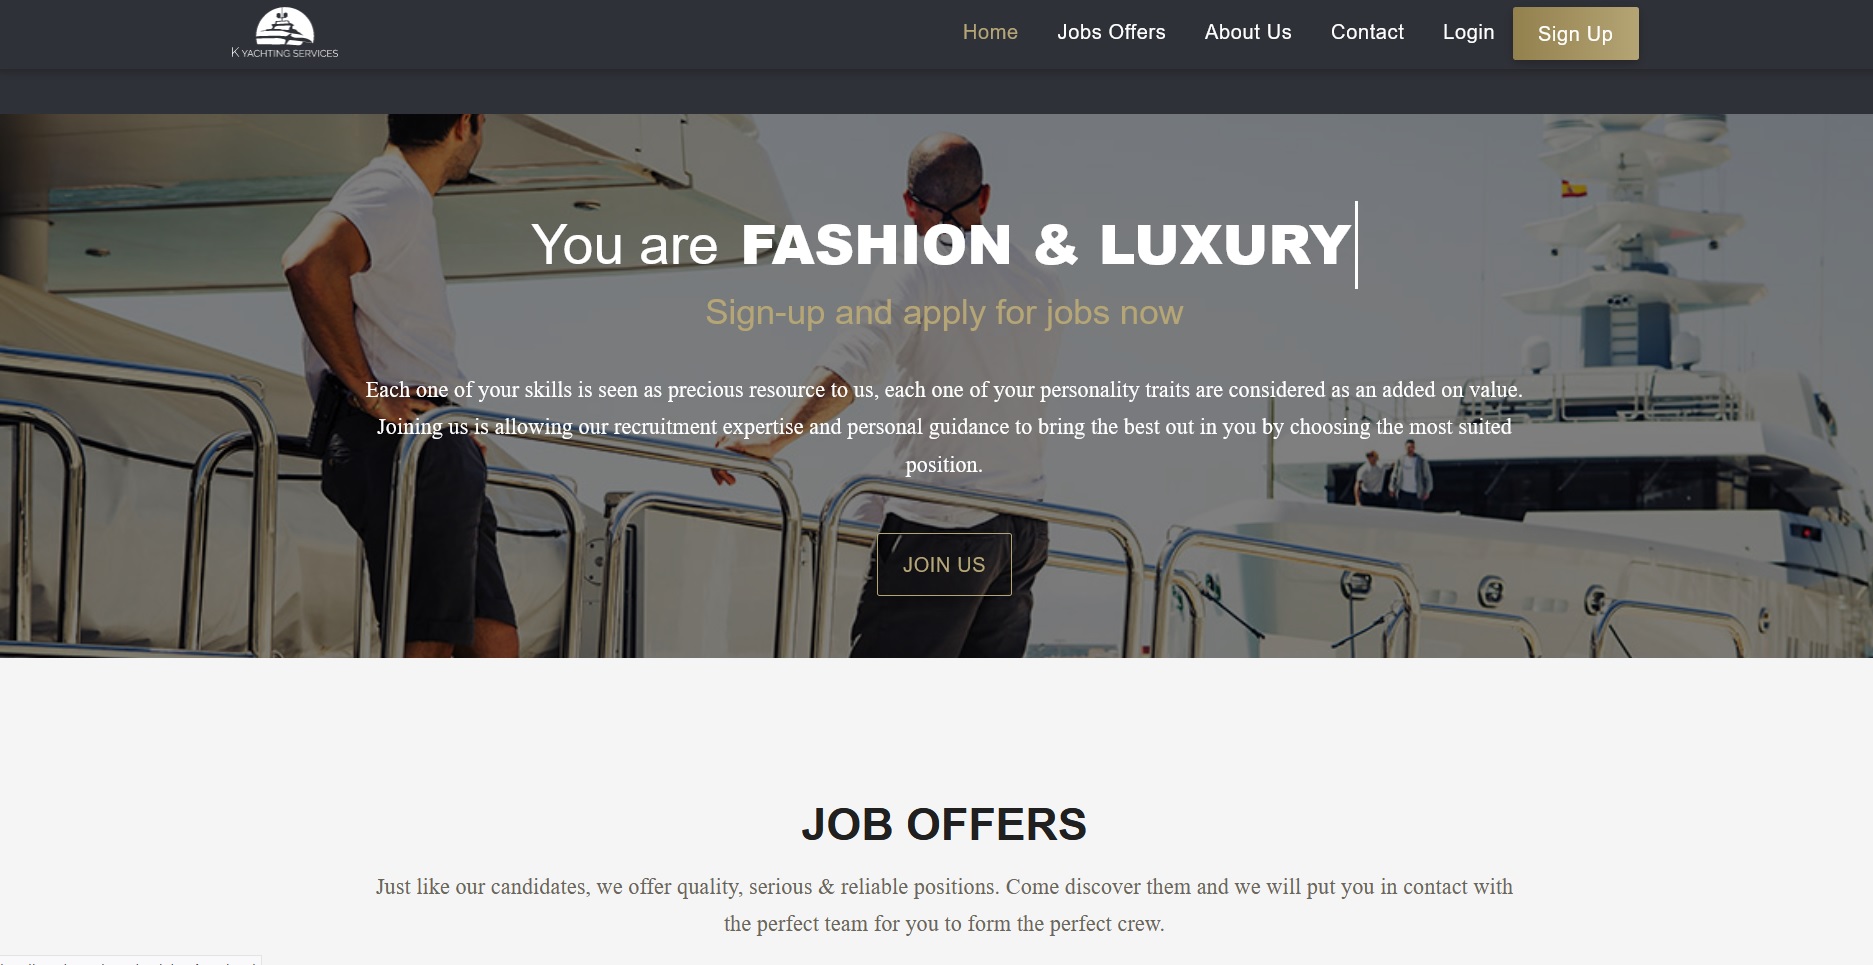 K YACHTING SERVICES
Home Jobs Offers About Us Contact Login Sign Up
You are FASHION & LUXURY
Sign-up and apply for jobs now
Each one of your skills is seen as precious resource to us, each one of your personality traits are considered as an added on value.
Joining us is allowing our recruitment expertise and personal guidance to bring the best out in you by choosing the most suited
position.
JOIN US
JOB OFFERS
Just like our candidates, we offer quality, serious & reliable positions. Come discover them and we will put you in contact with
the perfect team for you to form the perfect crew.